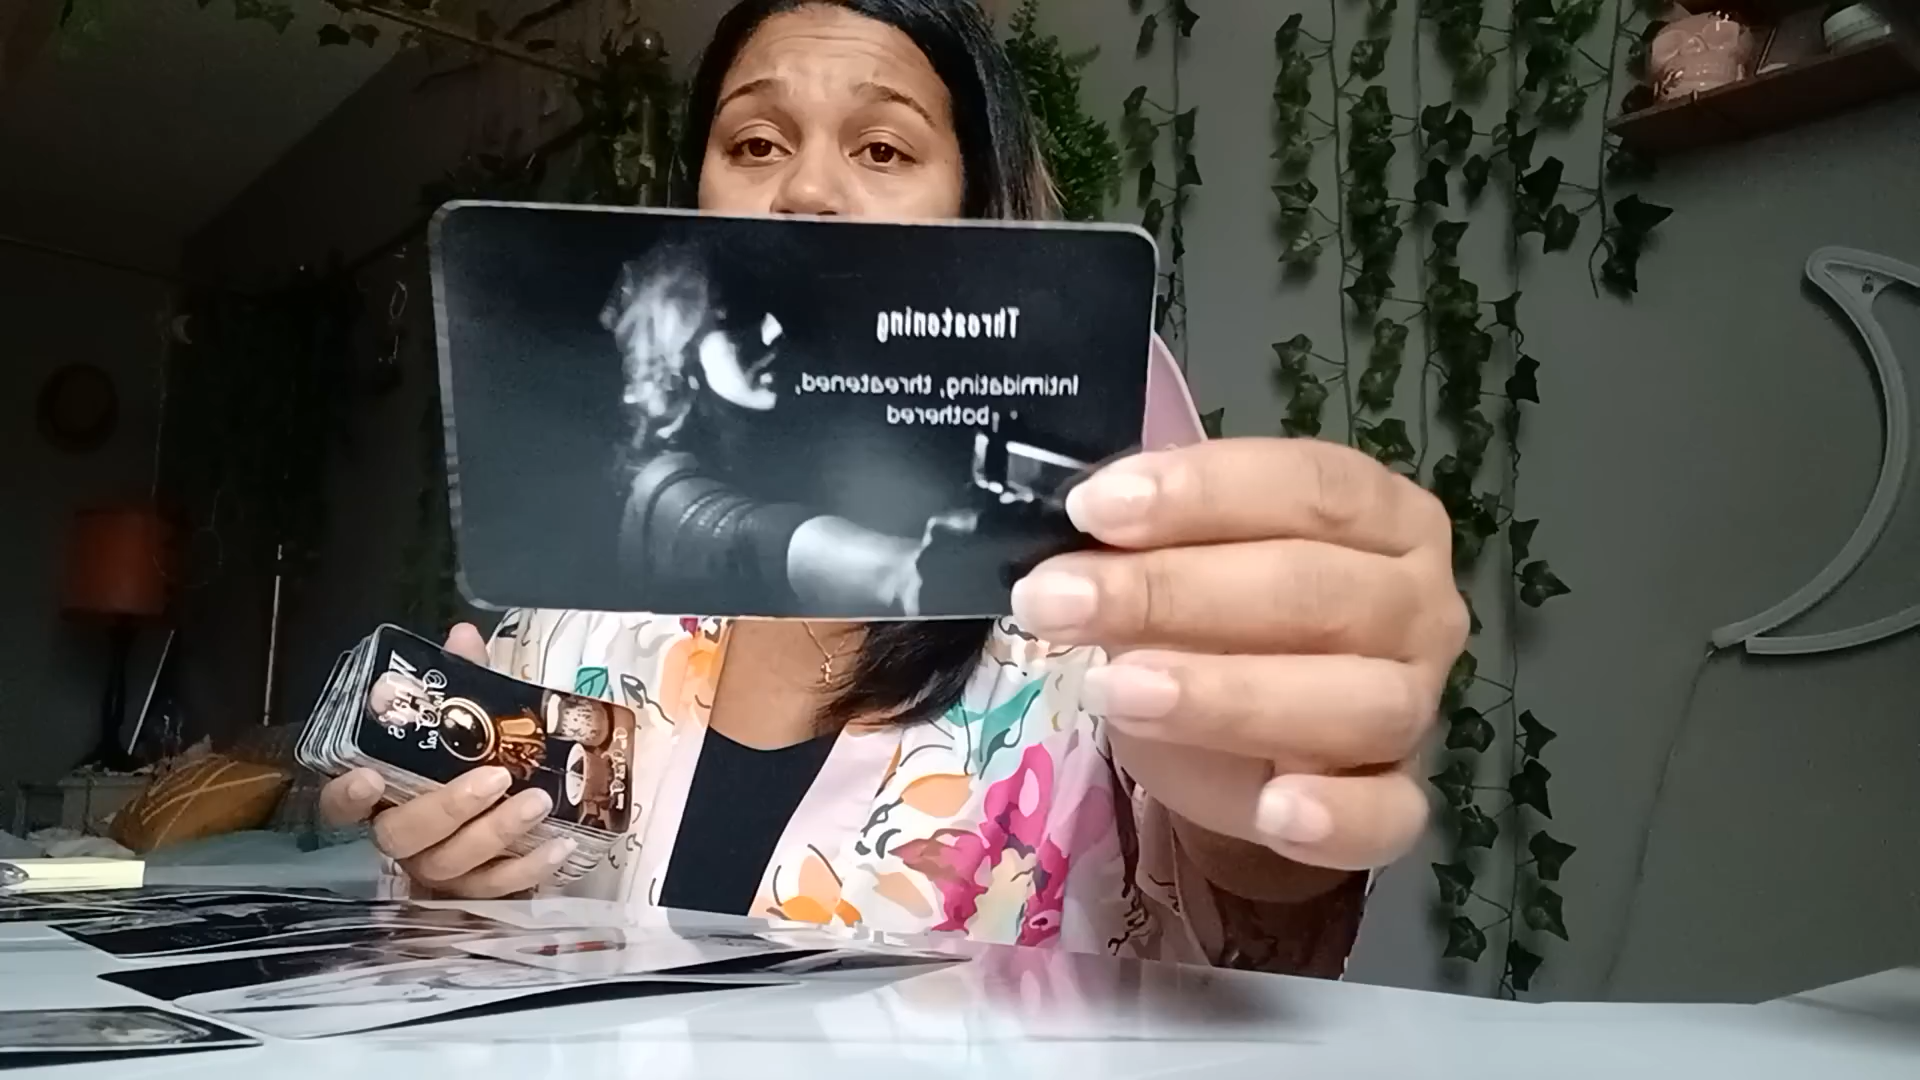 Threatening
Intimidating, threatened,
bothered